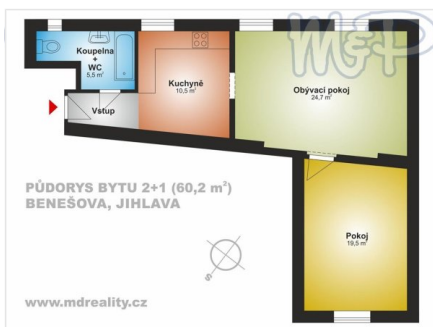 M&P
Koupelna
+
WC
5,5 m²
Kuchyně
10,5 m²
Obývací pokoj
24,7 m²
Vstup
PŮDORYS BYTU 2+1 (60,2 m²)
BENEŠOVA, JIHLAVA
Pokoj
19,5 m²
S
www.mdreality.cz